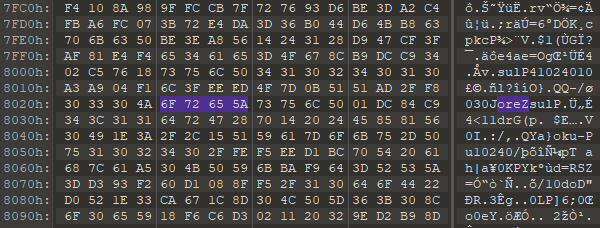 7FC0h: F4 10 8A 98 9F FC CB 7F 72 76 93 D6 BE 3D A2 C4 ô.Š˜ŸüË.rv“Ö¾=¢Ä
7FD0h: FB A6 FC 07 3B 72 E4 DA 3D 36 B0 44 D6 4B B8 63 û¦ü.;räÚ=6°DÖK¸c
7FE0h: 70 6B 63 50 BE 3E A8 56 14 24 31 28 D9 47 CF 3F pkcP¾>¨V.$1(ÙGÏ?
7FF0h: AF 81 E4 F4 65 34 61 65 3D 4F 67 C8 B9 DC C9 34 ¯.äôe4ae=OgÈ¹ÜÉ4
8000h: 02 C5 76 18 73 75 6C 50 34 31 30 32 34 30 31 30 .Åv.sulP41024010
8010h: A3 A9 04 F1 6C 3F EE ED 4F 7D 0B 51 51 AD 2F F8 £©.ñl?îíO}.QQ-/ø
8020h: 30 33 30 4A 6F 72 65 5A 73 75 6C 50 01 DC 84 C9 030JoreZsulP.Ü„É
8030h: 34 3C 31 31 64 72 47 28 70 14 20 24 45 85 81 56 4<11drG(p. $E….V
8040h: 30 49 1E 3A 2F 2C 15 51 59 61 7D 6F 6B 75 2D 50 0I.:/,.QYa}oku-P
8050h: 75 31 30 32 34 30 2F FE F5 EE D1 BC 70 54 20 61 u10240/þõîÑ¼pT a
8060h: 68 7C 61 A5 30 4B 50 59 6B BA F9 64 3D 52 53 5A h|a¥0KPYkºùd=RSZ
8070h: 3D D3 93 F2 60 D1 08 8F F5 2F 31 30 64 6F 44 22 =Ó“ò`Ñ..õ/10doD"
8080h: D0 52 1E 33 CA 67 1C 8D 30 4C 50 5D 36 3B 30 8C ÐR.3Êg..0LP]6;0Œ
8090h: 6F 30 65 59 18 F6 C6 D3 02 11 20 32 9E D2 B9 8D o0eY.öÆÓ.. 2žÒ¹.